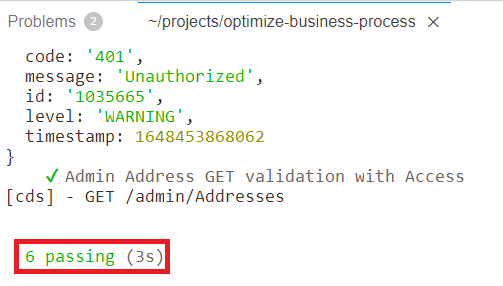 Problems 2 ~/projects/optimize-business-process ×
code: '401',
message: 'Unauthorized',
id: '1035665',
level: 'WARNING',
timestamp: 1648453868062
}
✓ Admin Address GET validation with Access
[cds] - GET /admin/Addresses
6 passing (3s)